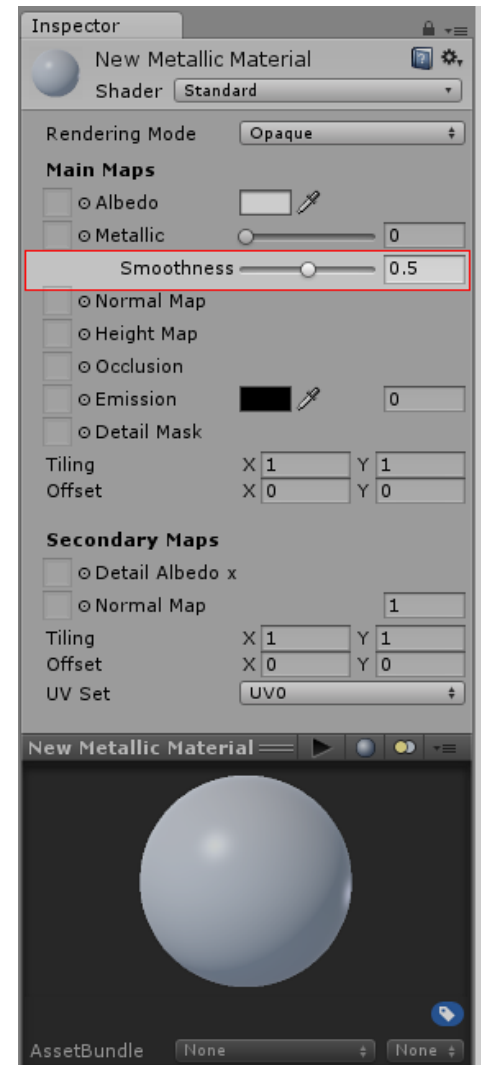 Inspector
New Metallic Material
Shader Standard
Rendering Mode Opaque
Main Maps
Albedo
Metallic 0
Smoothness 0.5
Normal Map
Height Map
Occlusion
Emission 0
Detail Mask
Tiling X 1 Y 1
Offset X 0 Y 0
Secondary Maps
Detail Albedo x
Normal Map 1
Tiling X 1 Y 1
Offset X 0 Y 0
UV Set UV0
New Metallic Material
AssetBundle None None